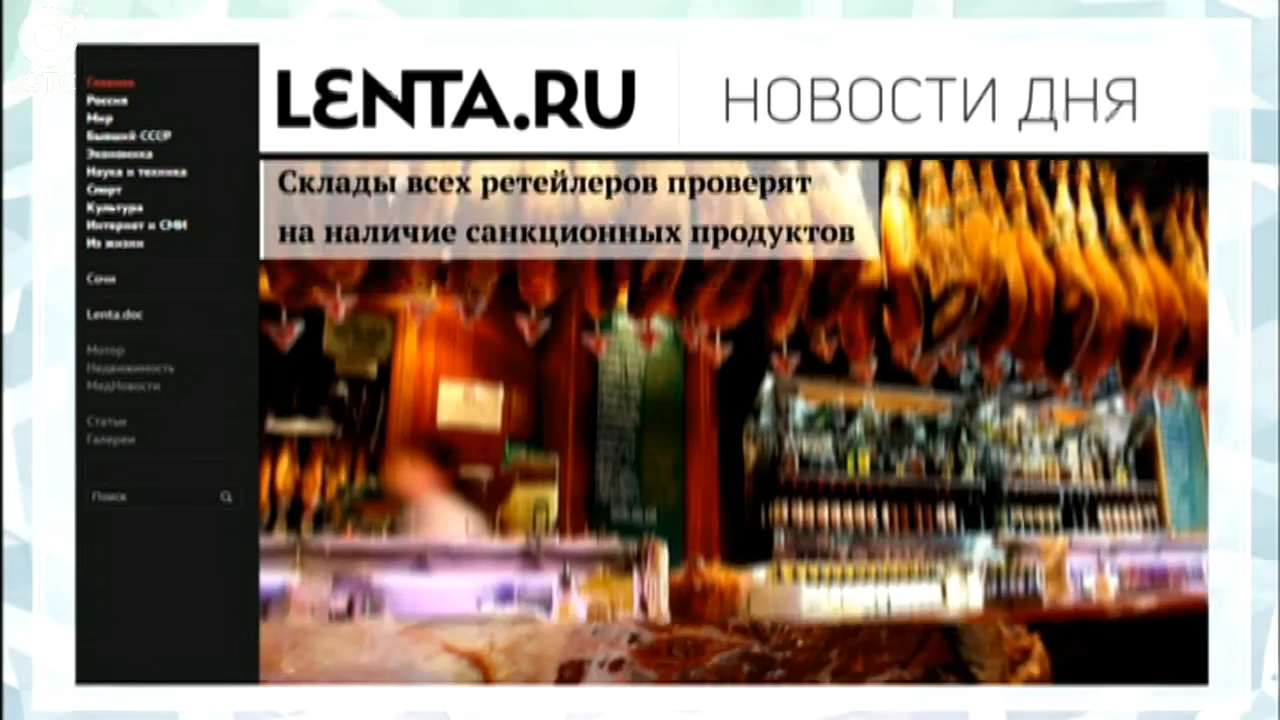 ОТС
Главное
Россия
Мир
Бывший СССР
Экономика
Наука и техника
Спорт
Культура
Интернет и СМИ
Из жизни
Сочи
Lenta.doc
Мотор
Недвижимость
МедНовости
Статьи
Галереи
Поиск
LENTA.RU
НОВОСТИ ДНЯ
Склады всех ретейлеров проверят
на наличие санкционных продуктов